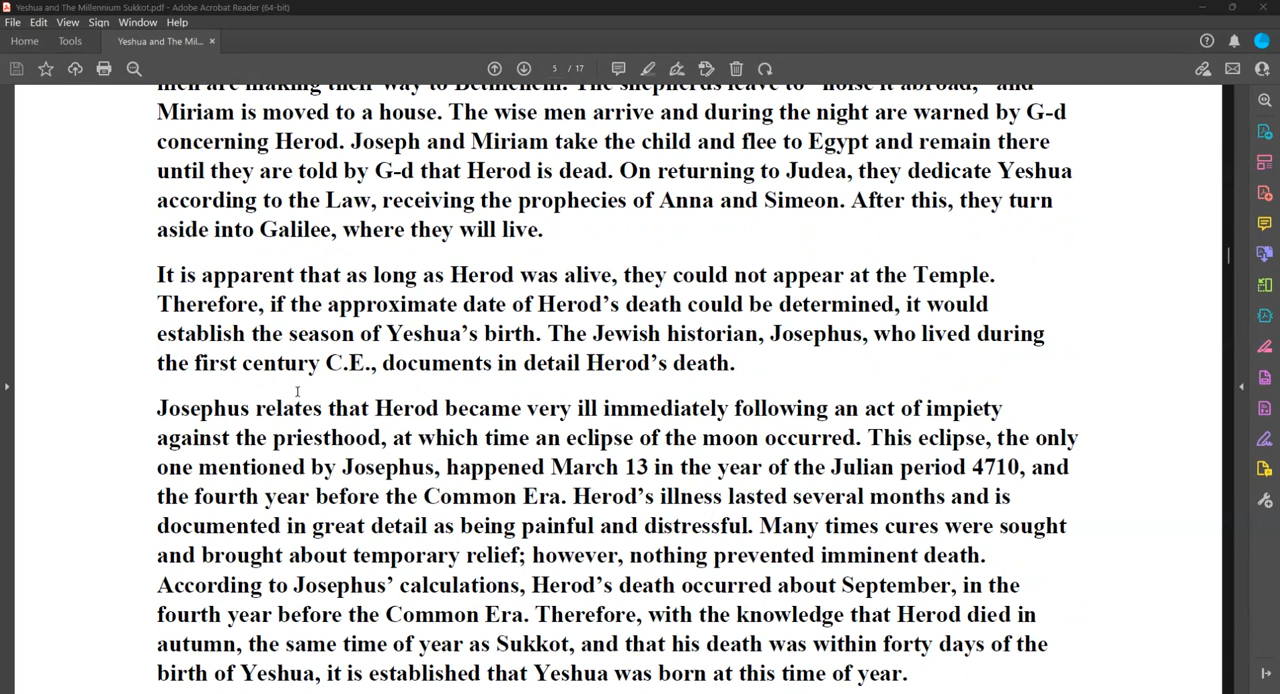 Yeshua and The Millennium Sukkot.pdf - Adobe Acrobat Reader (64-bit)
File Edit View Sign Window Help
Home Tools Yeshua and The Mil... ×
5 / 17
men are making their way to Bethlehem. The shepherds leave to "noise it abroad," and
Miriam is moved to a house. The wise men arrive and during the night are warned by G-d
concerning Herod. Joseph and Miriam take the child and flee to Egypt and remain there
until they are told by G-d that Herod is dead. On returning to Judea, they dedicate Yeshua
according to the Law, receiving the prophecies of Anna and Simeon. After this, they turn
aside into Galilee, where they will live.
It is apparent that as long as Herod was alive, they could not appear at the Temple.
Therefore, if the approximate date of Herod’s death could be determined, it would
establish the season of Yeshua’s birth. The Jewish historian, Josephus, who lived during
the first century C.E., documents in detail Herod’s death.
Josephus relates that Herod became very ill immediately following an act of impiety
against the priesthood, at which time an eclipse of the moon occurred. This eclipse, the only
one mentioned by Josephus, happened March 13 in the year of the Julian period 4710, and
the fourth year before the Common Era. Herod’s illness lasted several months and is
documented in great detail as being painful and distressful. Many times cures were sought
and brought about temporary relief; however, nothing prevented imminent death.
According to Josephus’ calculations, Herod’s death occurred about September, in the
fourth year before the Common Era. Therefore, with the knowledge that Herod died in
autumn, the same time of year as Sukkot, and that his death was within forty days of the
birth of Yeshua, it is established that Yeshua was born at this time of year.